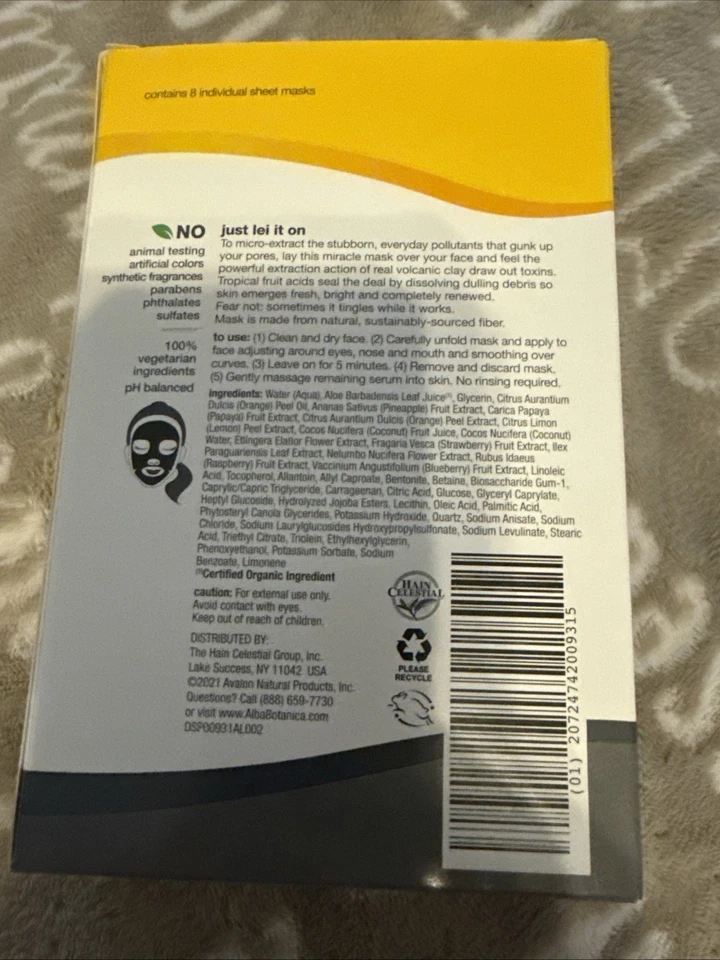 contains 8 individual sheet masks
NO
animal testing
artificial colors
synthetic fragrances
parabens
phthalates
sulfates
100%
vegetarian
ingredients
pH balanced
just lei it on
To micro-extract the stubborn, everyday pollutants that gunk up
your pores, lay this miracle mask over your face and feel the
powerful extraction action of real volcanic clay draw out toxins.
Tropical fruit acids seal the deal by dissolving dulling debris so
skin emerges fresh, bright and completely renewed.
Fear not: sometimes it tingles while it works.
Mask is made from natural, sustainably-sourced fiber.
to use: (1) Clean and dry face. (2) Carefully unfold mask and apply to
face adjusting around eyes, nose and mouth and smoothing over
curves. (3) Leave on for 5 minutes. (4) Remove and discard mask.
(5) Gently massage remaining serum into skin. No rinsing required.
ingredients: Water (Aqua), Aloe Barbadensis Leaf Juice⁽¹⁾, Glycerin, Citrus Aurantium
Dulcis (Orange) Peel Oil, Ananas Sativus (Pineapple) Fruit Extract, Carica Papaya
(Papaya) Fruit Extract, Citrus Aurantium Dulcis (Orange) Peel Extract, Citrus Limon
(Lemon) Peel Extract, Cocos Nucifera (Coconut) Fruit Juice, Cocos Nucifera (Coconut)
Water, Etlingera Elatior Flower Extract, Fragaria Vesca (Strawberry) Fruit Extract, Ilex
Paraguariensis Leaf Extract, Nelumbo Nucifera Flower Extract, Rubus Idaeus
(Raspberry) Fruit Extract, Vaccinium Angustifolium (Blueberry) Fruit Extract, Linoleic
Acid, Tocopherol, Allantoin, Allyl Caproate, Bentonite, Betaine, Biosaccharide Gum-1,
Caprylic/Capric Triglyceride, Carrageenan, Citric Acid, Glucose, Glyceryl Caprylate,
Heptyl Glucoside, Hydrolyzed Jojoba Esters, Lecithin, Oleic Acid, Palmitic Acid,
Phytosteryl Canola Glycerides, Potassium Hydroxide, Quartz, Sodium Anisate, Sodium
Chloride, Sodium Laurylglucosides Hydroxypropylsulfonate, Sodium Levulinate, Stearic
Acid, Triethyl Citrate, Triolein, Ethylhexylglycerin,
Phenoxyethanol, Potassium Sorbate, Sodium
Benzoate, Limonene
⁽¹⁾Certified Organic Ingredient
caution: For external use only.
Avoid contact with eyes.
Keep out of reach of children.
DISTRIBUTED BY:
The Hain Celestial Group, Inc.
Lake Success, NY 11042 USA
©2021 Avalon Natural Products, Inc.
Questions? Call (888) 659-7730
or visit www.AlbaBotanica.com
DSP00931AL002
HAIN
CELESTIAL
PLEASE
RECYCLE
(01) 20724742009315